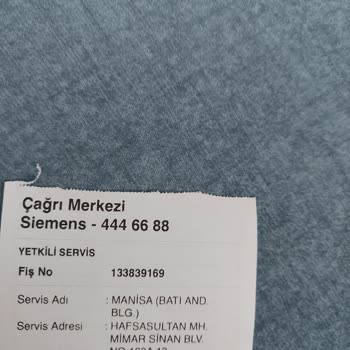 Çağrı Merkezi
Siemens - 444 66 88
YETKİLİ SERVİS
Fiş No 133839169
Servis Adı : MANİSA (BATI AND.
BLG.)
Servis Adresi : HAFSASULTAN MH.
MİMAR SİNAN BLV.